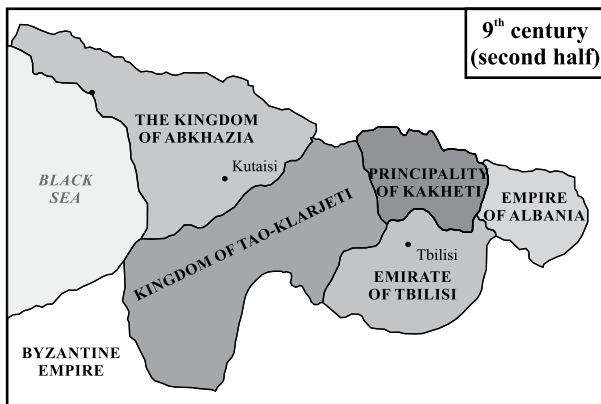 9th century
(second half)
THE KINGDOM
OF ABKHAZIA
Kutaisi
BLACK
SEA
PRINCIPALITY
OF KAKHETI
EMPIRE
OF ALBANIA
KINGDOM OF TAO-KLARJETI
Tbilisi
EMIRATE
OF TBILISI
BYZANTINE
EMPIRE